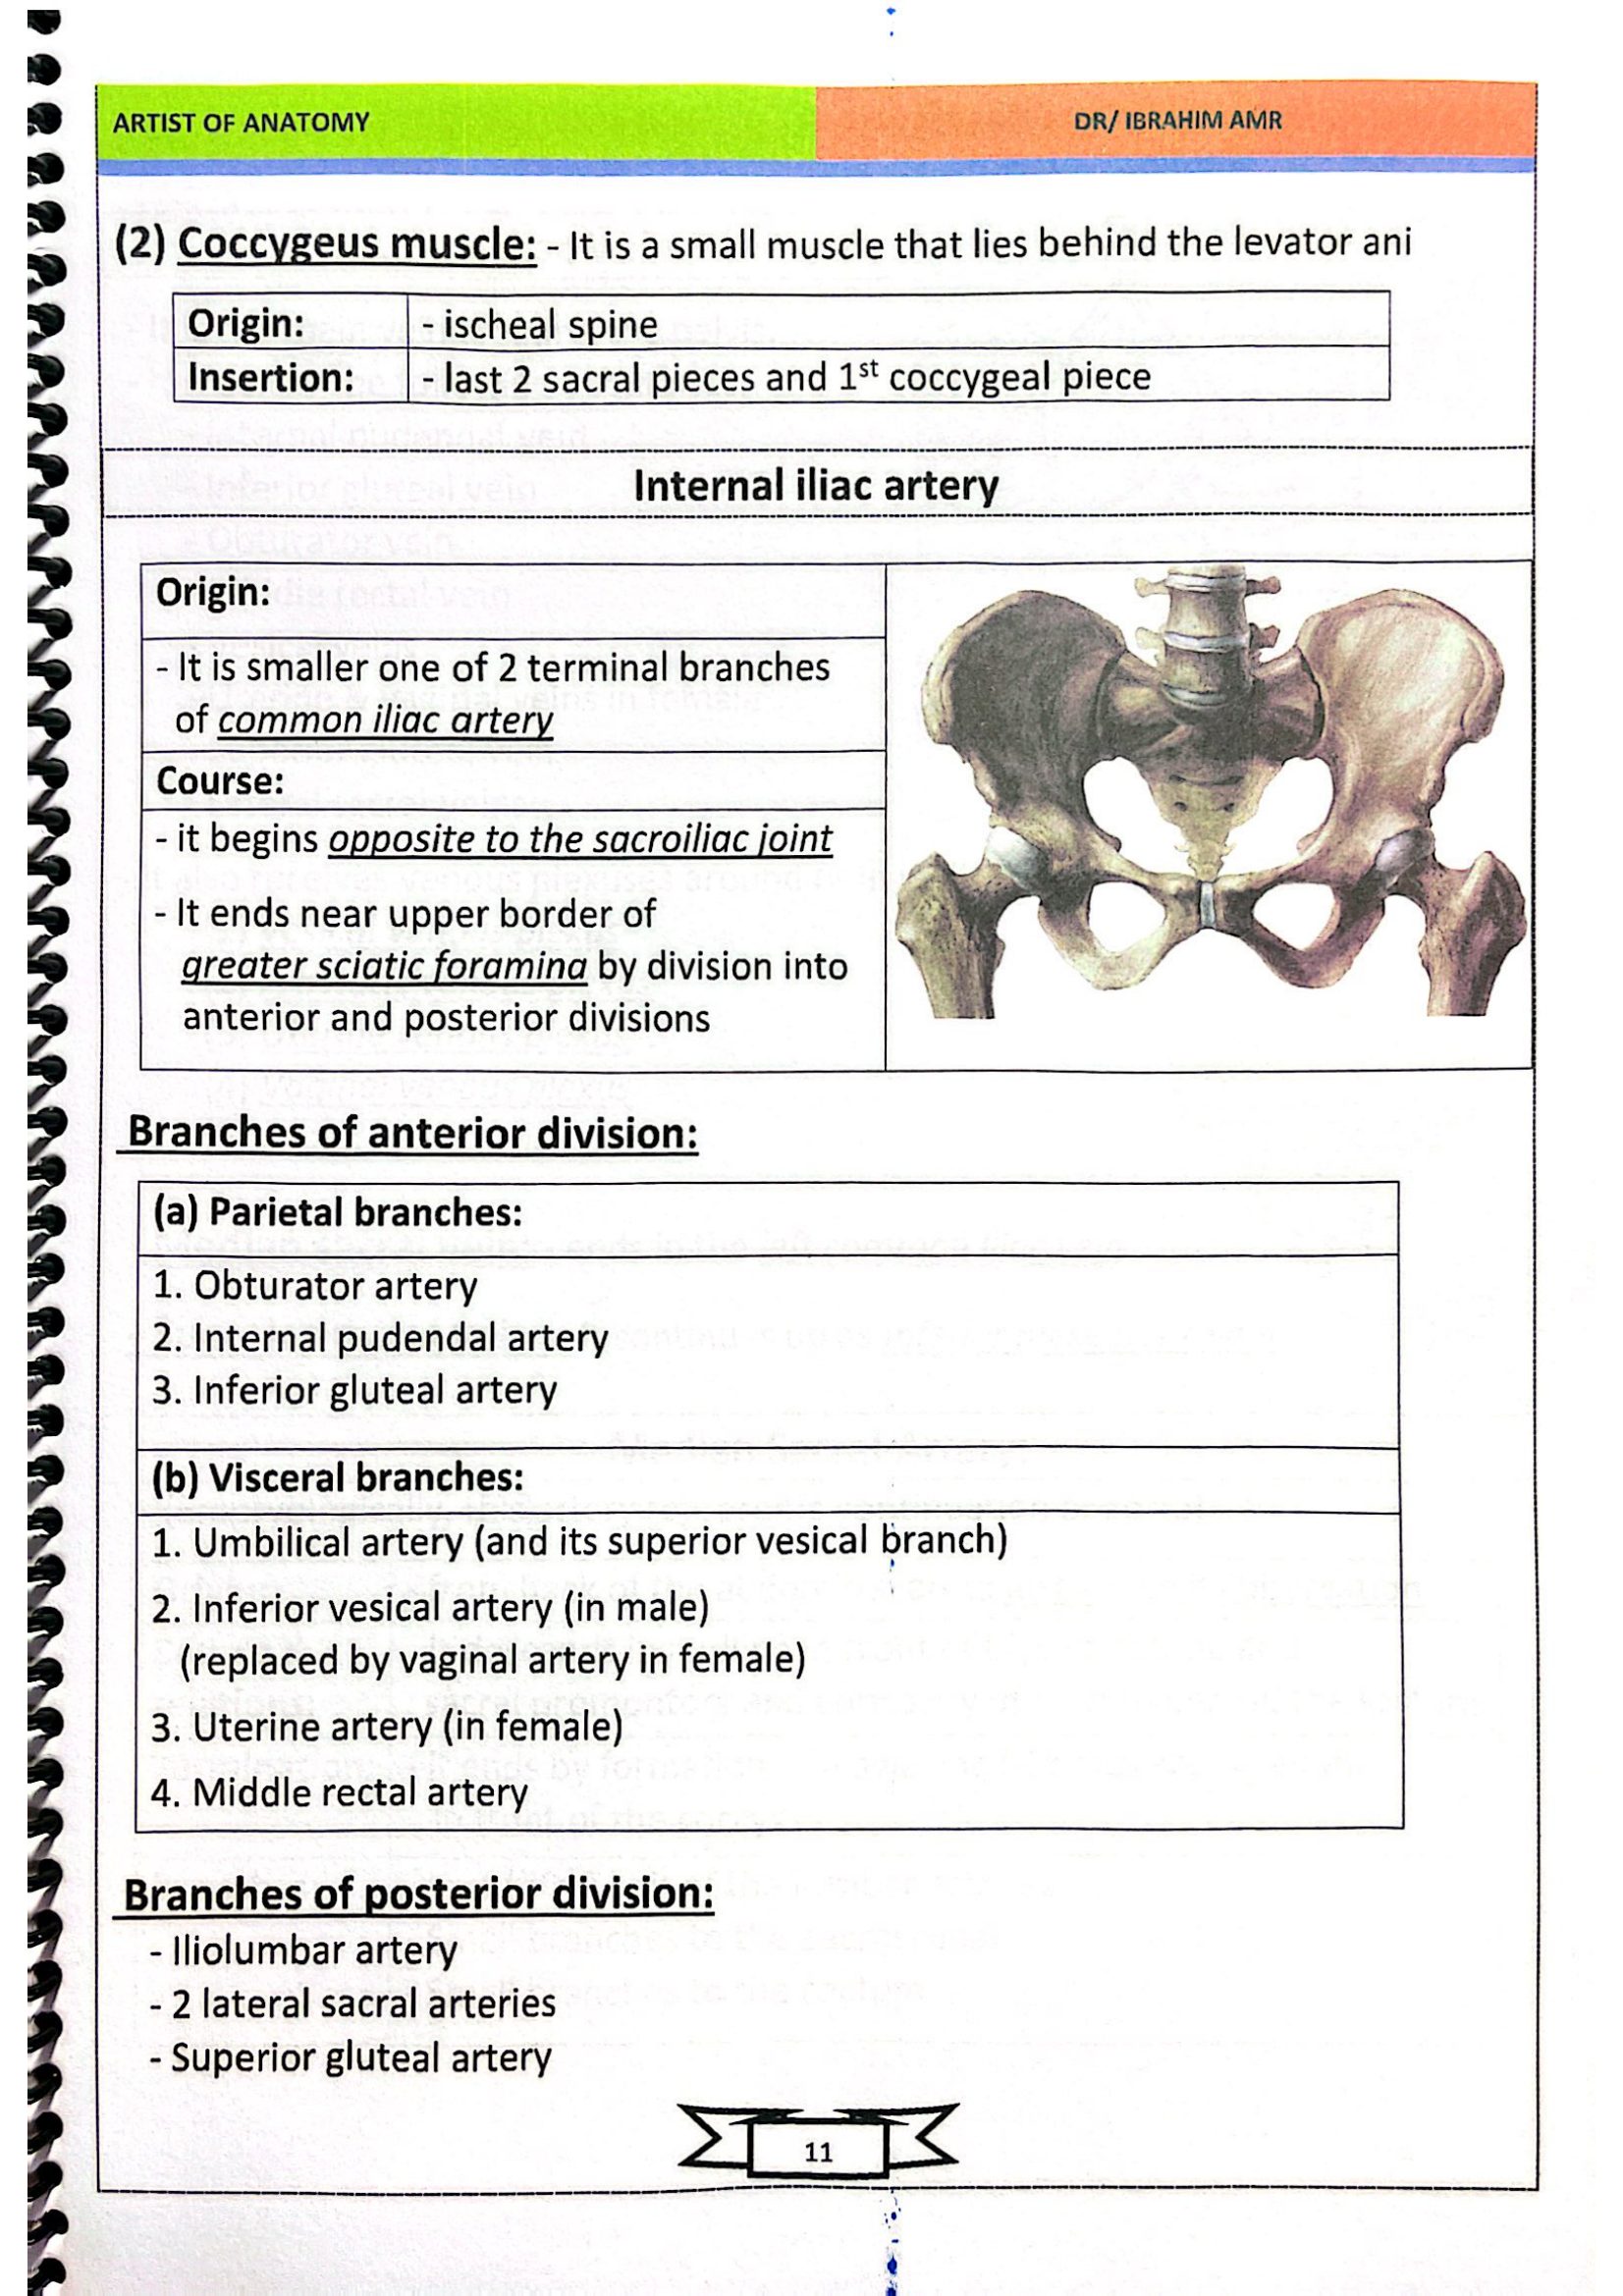 ARTIST OF ANATOMY
DR/ IBRAHIM AMR
(2) Coccygeus muscle: - It is a small muscle that lies behind the levator ani
Origin: - ischeal spine
Insertion: - last 2 sacral pieces and 1st coccygeal piece
Internal iliac artery
Origin:
- It is smaller one of 2 terminal branches
of common iliac artery
Course:
- it begins opposite to the sacroiliac joint
- It ends near upper border of
greater sciatic foramina by division into
anterior and posterior divisions
Branches of anterior division:
(a) Parietal branches:
1. Obturator artery
2. Internal pudendal artery
3. Inferior gluteal artery
(b) Visceral branches:
1. Umbilical artery (and its superior vesical branch)
2. Inferior vesical artery (in male)
(replaced by vaginal artery in female)
3. Uterine artery (in female)
4. Middle rectal artery
Branches of posterior division:
- Iliolumbar artery
- 2 lateral sacral arteries
- Superior gluteal artery
11